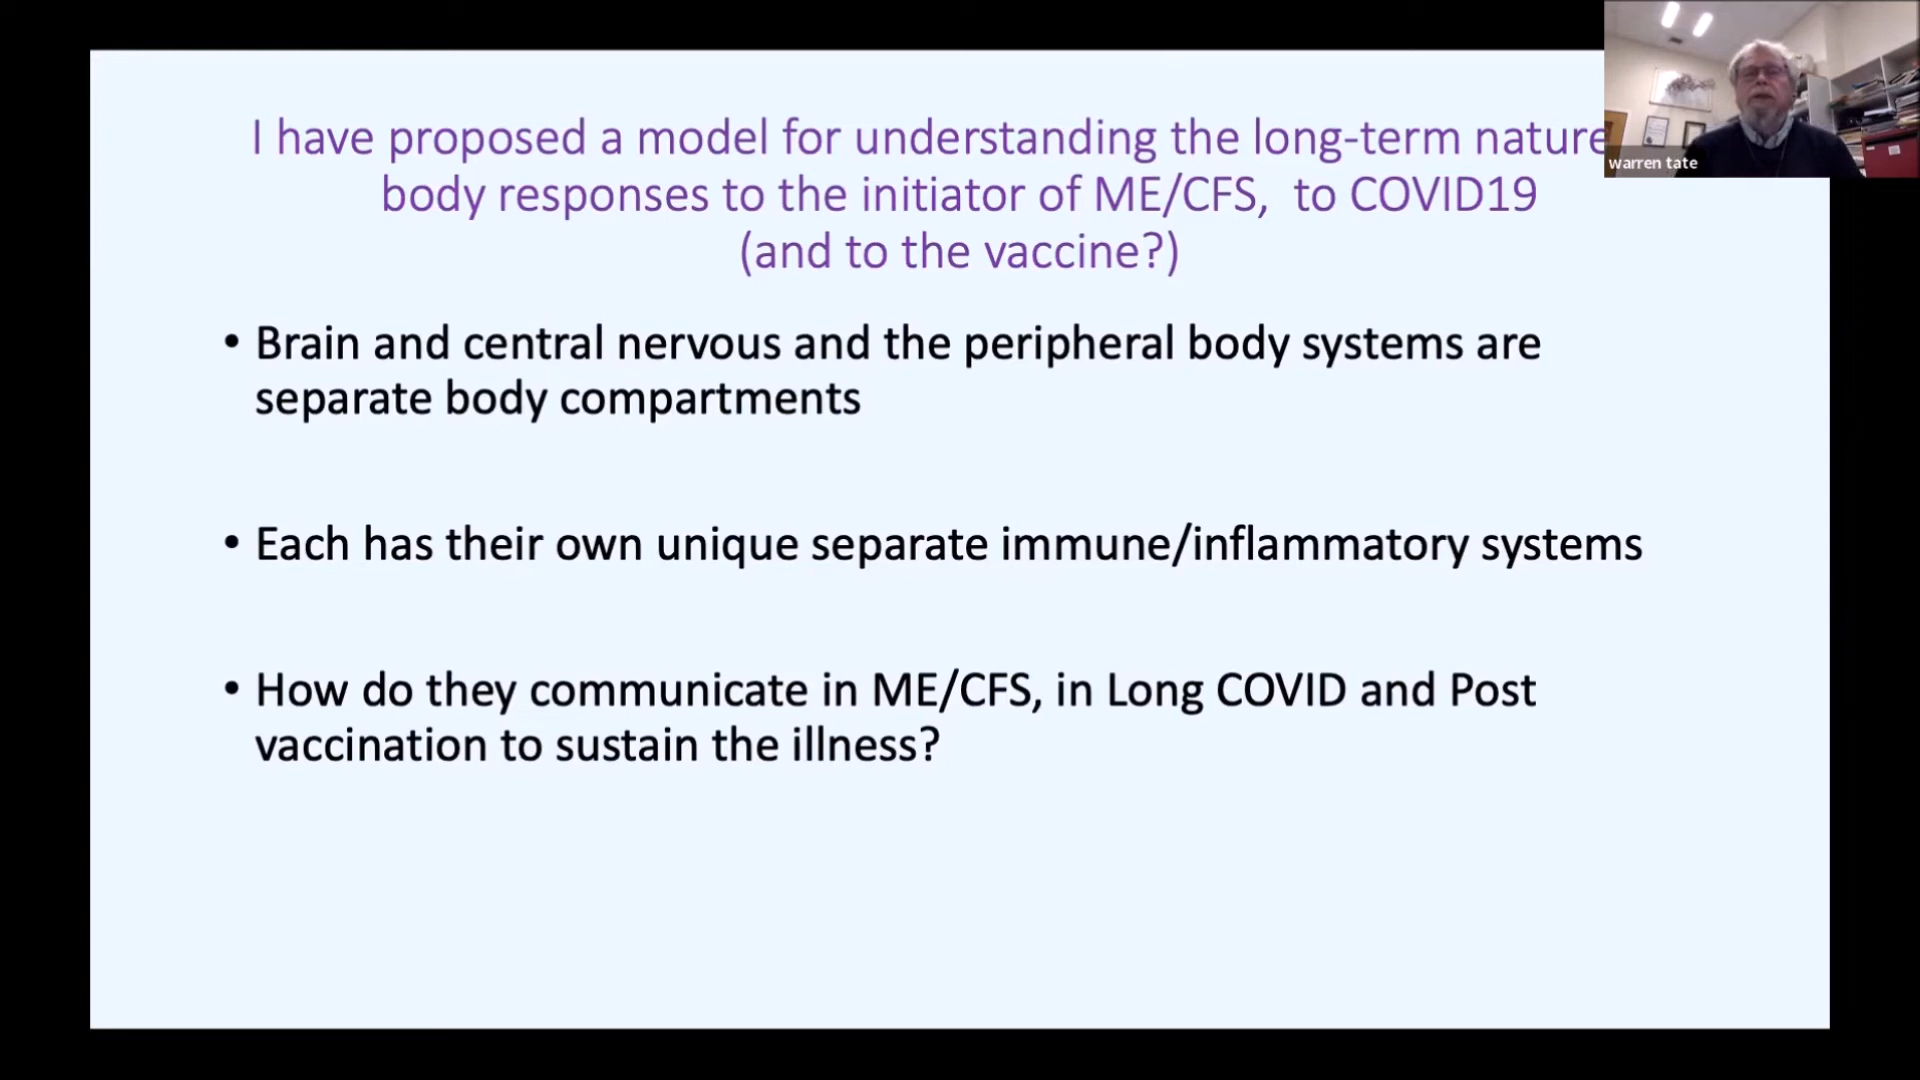 I have proposed a model for understanding the long-term nature
body responses to the initiator of ME/CFS,  to COVID19
(and to the vaccine?)
warren tate
• Brain and central nervous and the peripheral body systems are
separate body compartments
• Each has their own unique separate immune/inflammatory systems
• How do they communicate in ME/CFS, in Long COVID and Post
vaccination to sustain the illness?